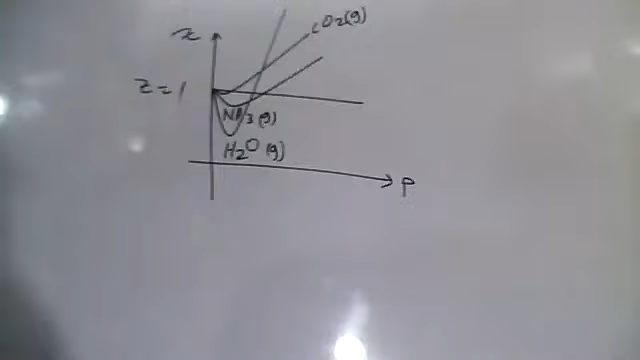 z
CO2(g)
Z = 1
NH3(g)
H2O(g)
P